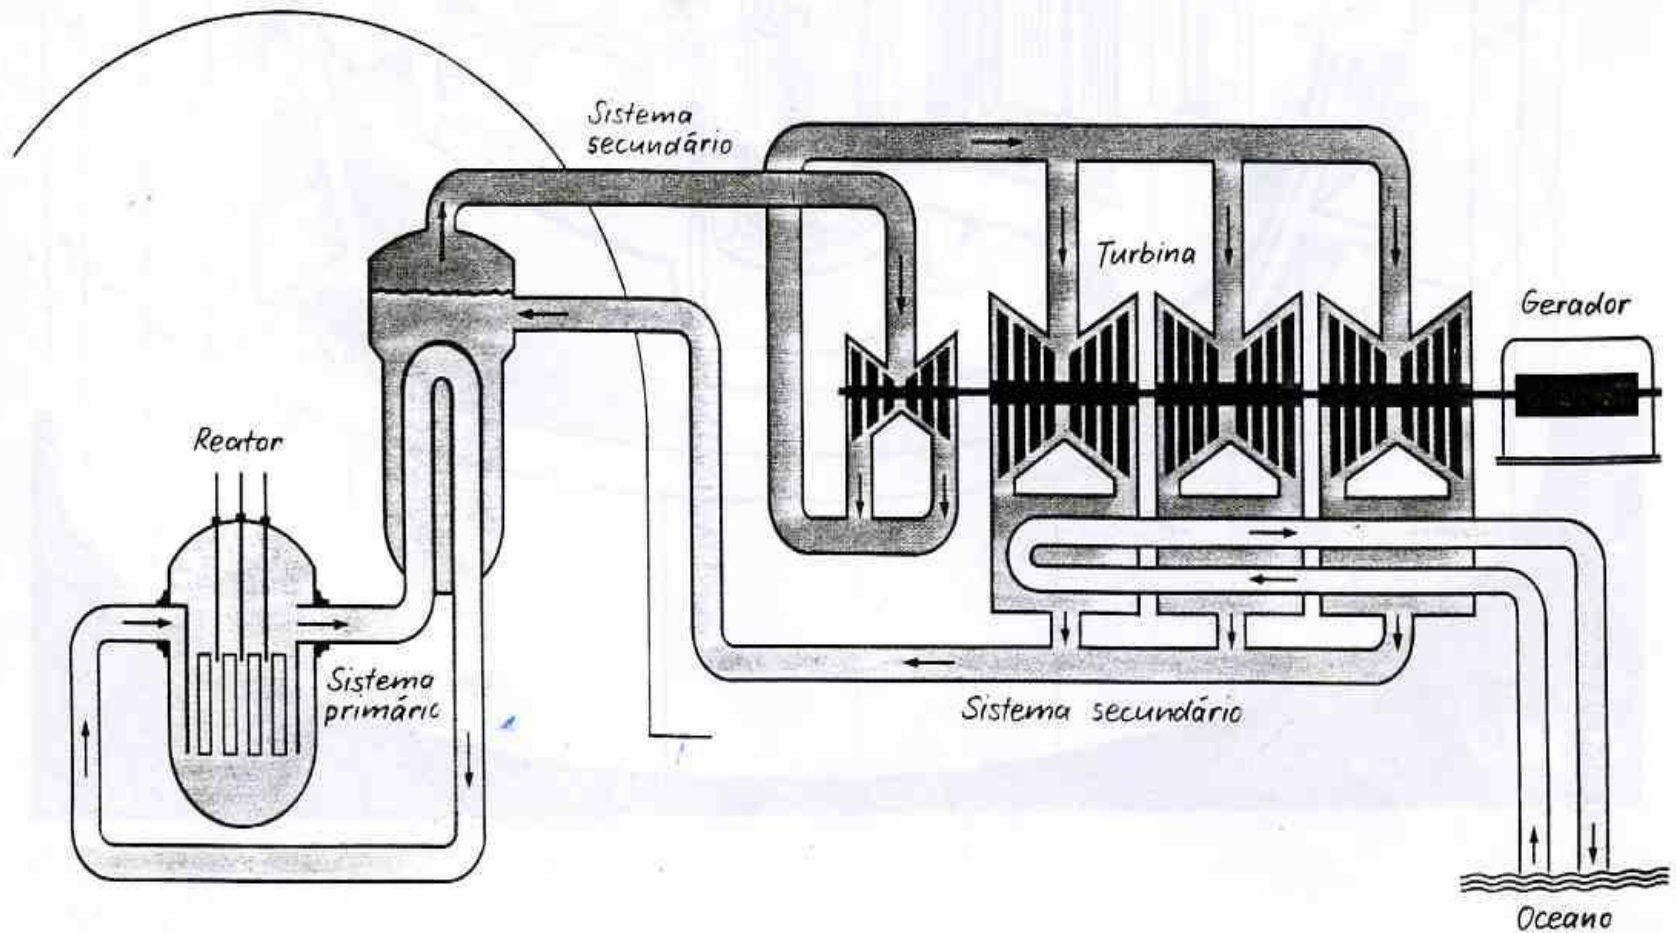 Sistema
secundário
Turbina
Gerador
Reator
Sistema
primário
Sistema secundário
Oceano